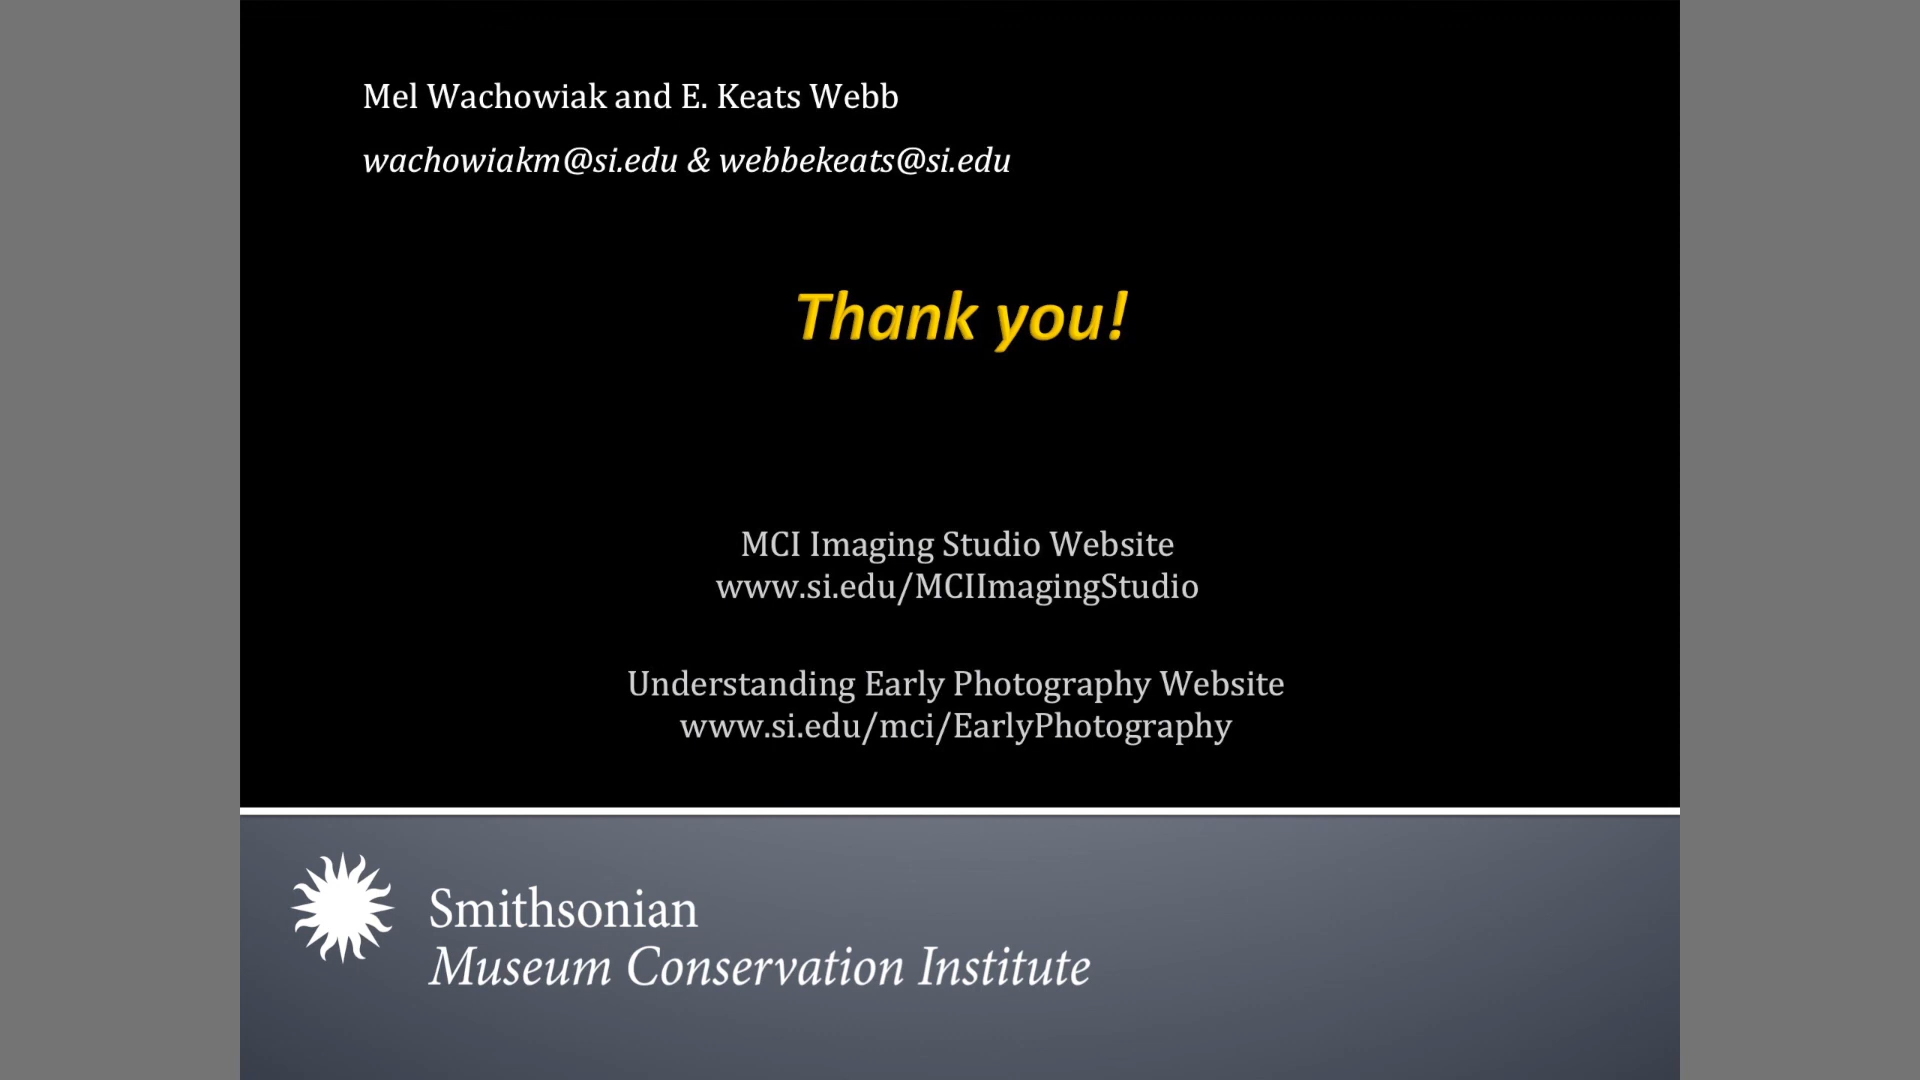 Mel Wachowiak and E. Keats Webb
wachowiakm@si.edu & webbekeats@si.edu
Thank you!
MCI Imaging Studio Website
www.si.edu/MCIImagingStudio
Understanding Early Photography Website
www.si.edu/mci/EarlyPhotography
Smithsonian
Museum Conservation Institute